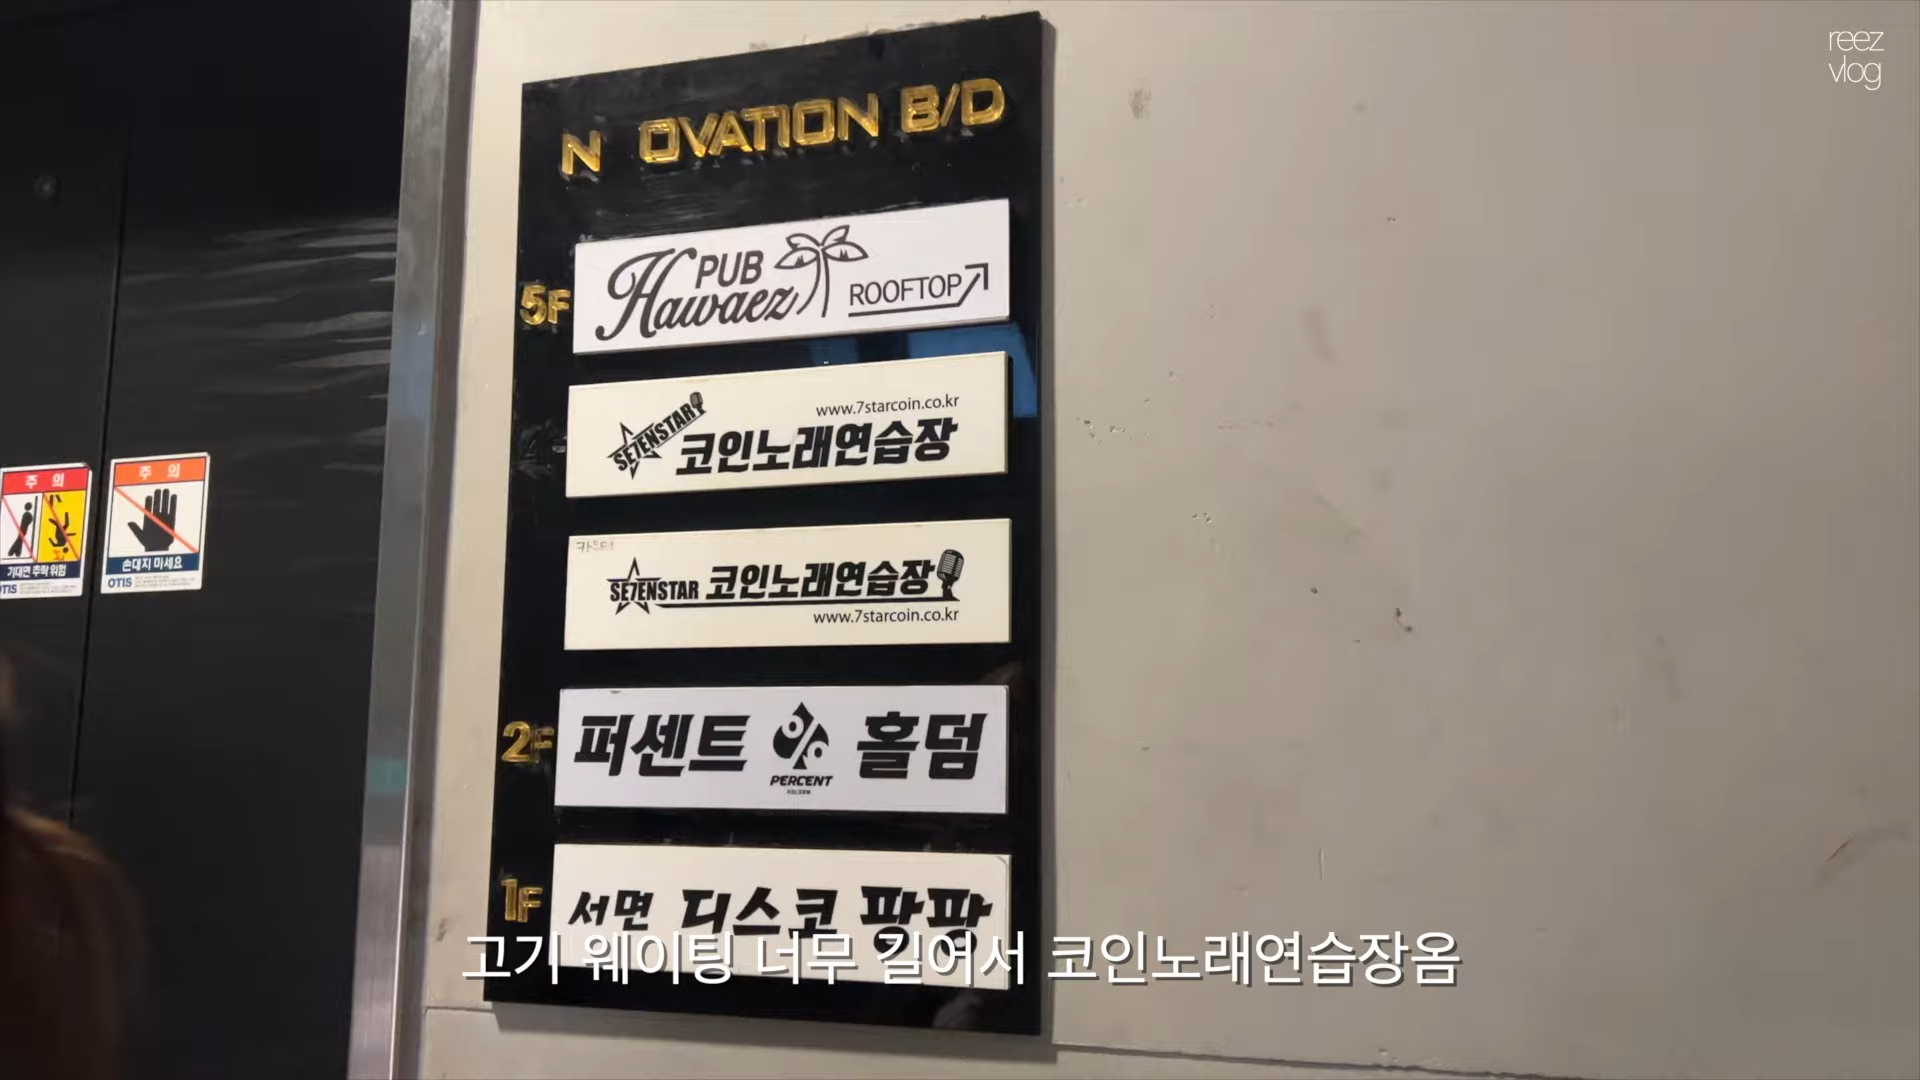 reez
vlog
N OVATION B/D
5F
PUB
Hawaez
ROOFTOP
SE7ENSTAR
www.7starcoin.co.kr
코인노래연습장
카운터
SE7ENSTAR 코인노래연습장
www.7starcoin.co.kr
2F
퍼센트 홀덤
PERCENT
HOLDEM
1F
서면 디스코 팡팡
주 의
기대면 추락 위험
OTIS
주 의
손대지 마세요
OTIS
고기 웨이팅 너무 길어서 코인노래연습장옴